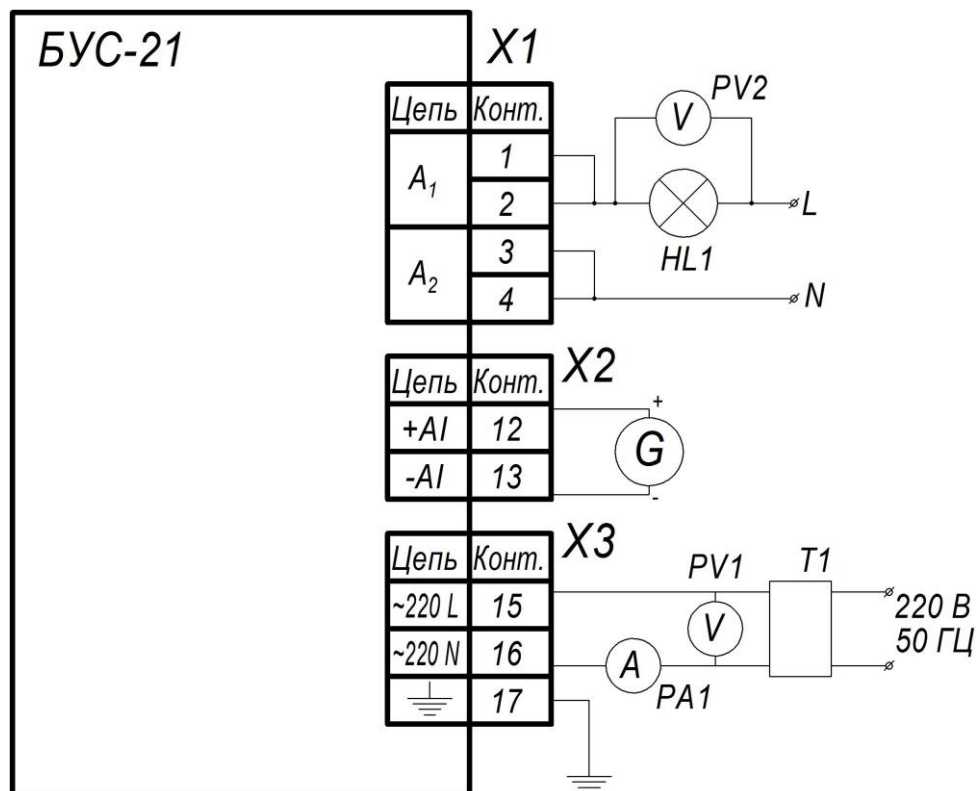 БУС-21
X1
Цепь Конт.
A₁ 1
2
A₂ 3
4
PV2
V
HL1
L
N
X2
Цепь Конт.
+AI 12
-AI 13
+
G
-
X3
Цепь Конт.
~220 L 15
~220 N 16
17
PV1
V
A
PA1
T1
220 В
50 ГЦ